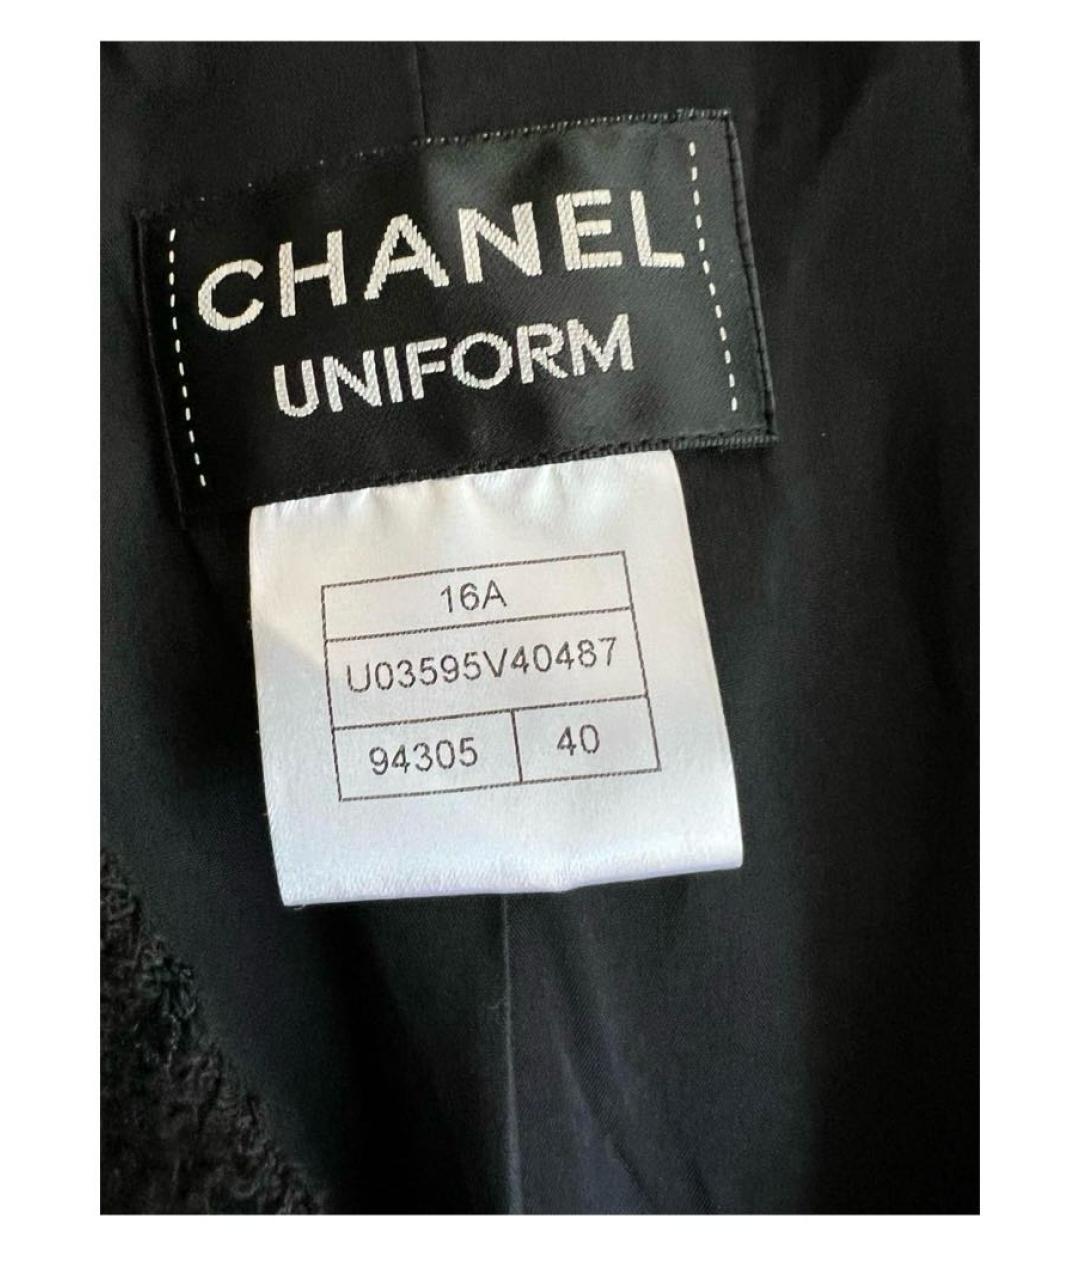 CHANEL
UNIFORM
16A
U03595V40487
94305 40